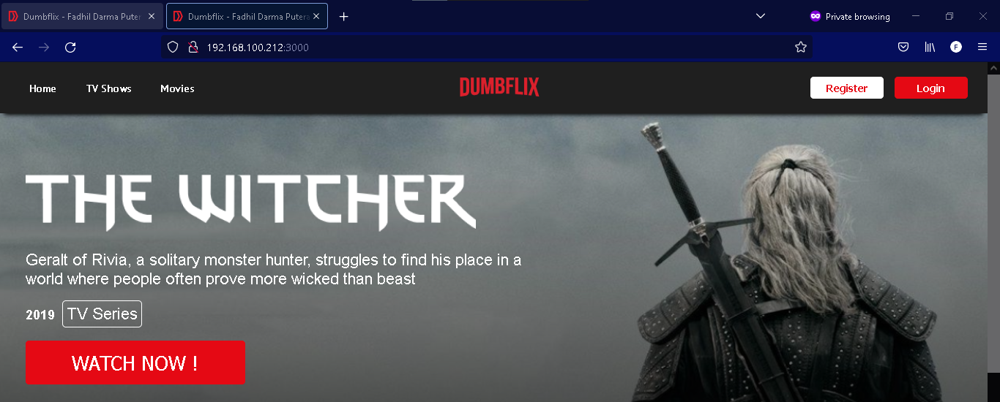 Dumbflix - Fadhil Darma Putera
Dumbflix - Fadhil Darma Putera
Private browsing
192.168.100.212:3000
F
Home
TV Shows
Movies
DUMBFLIX
Register
Login
THE WITCHER
Geralt of Rivia, a solitary monster hunter, struggles to find his place in a
world where people often prove more wicked than beast
2019 TV Series
WATCH NOW !